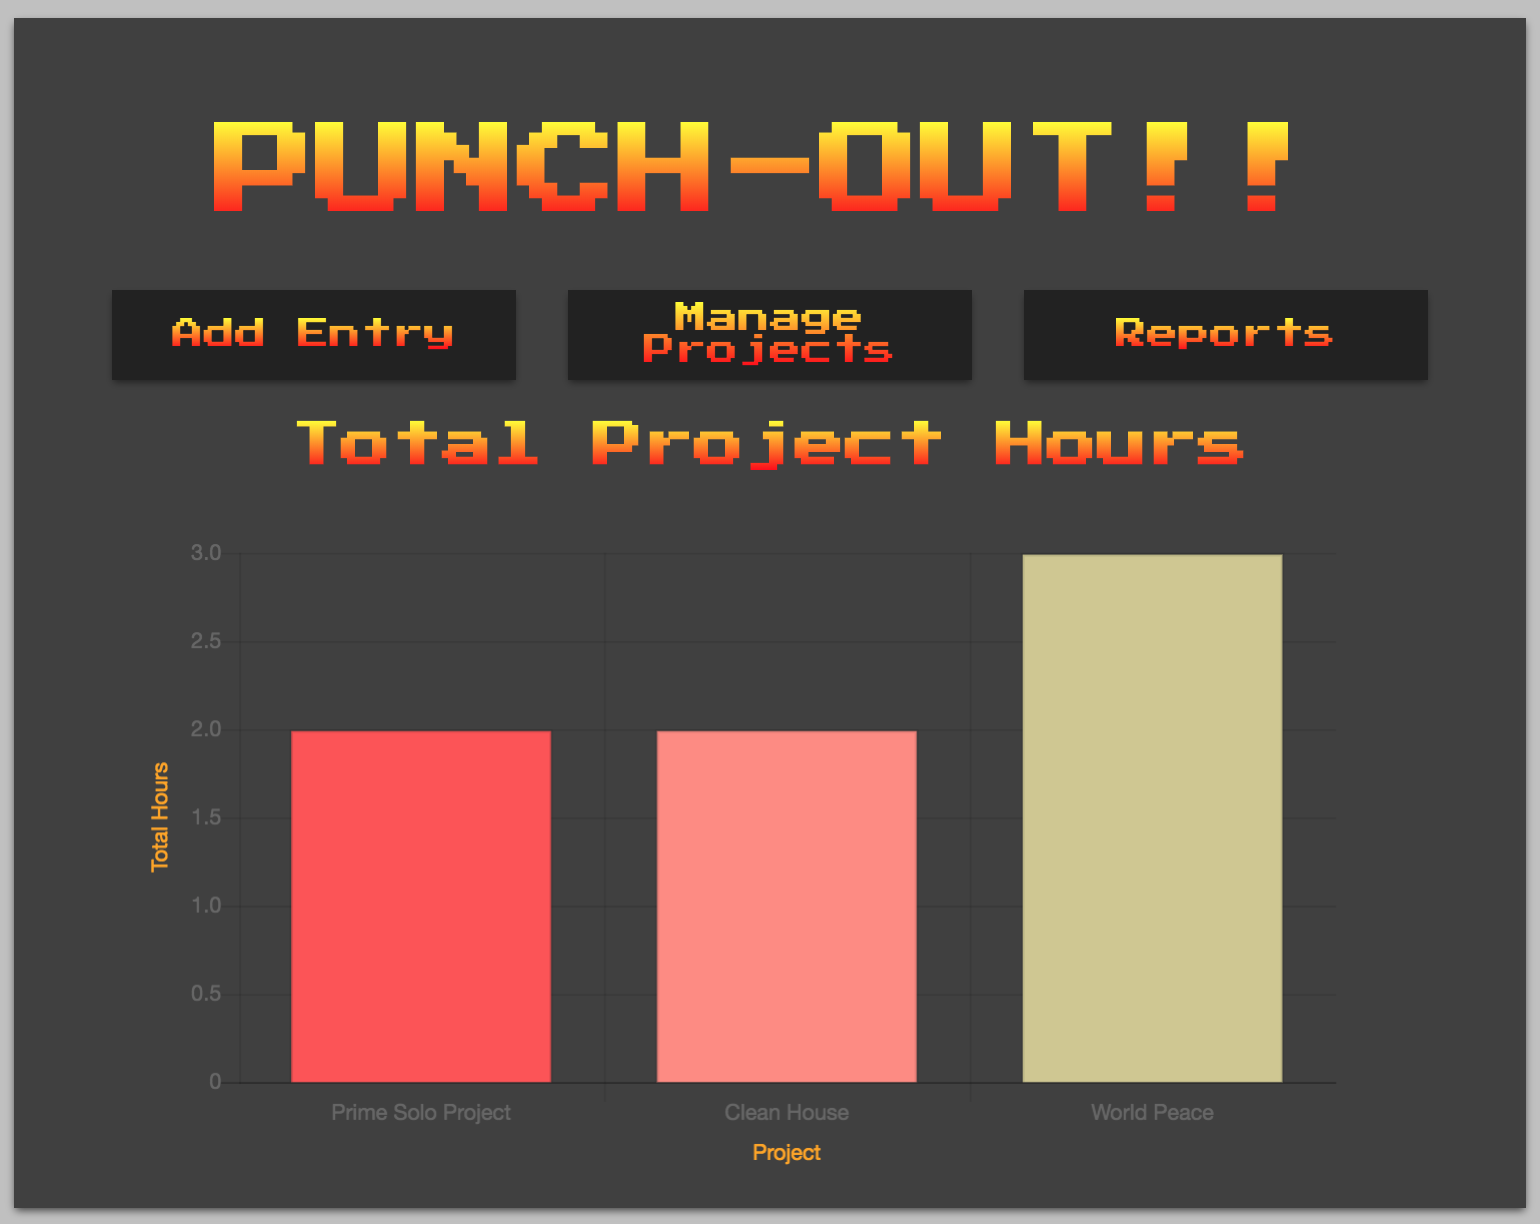 PUNCH-OUT!!
Add Entry
Manage
Projects
Reports
Total Project Hours
3.0
2.5
2.0
1.5
1.0
0.5
0
Total Hours
Prime Solo Project
Clean House
World Peace
Project